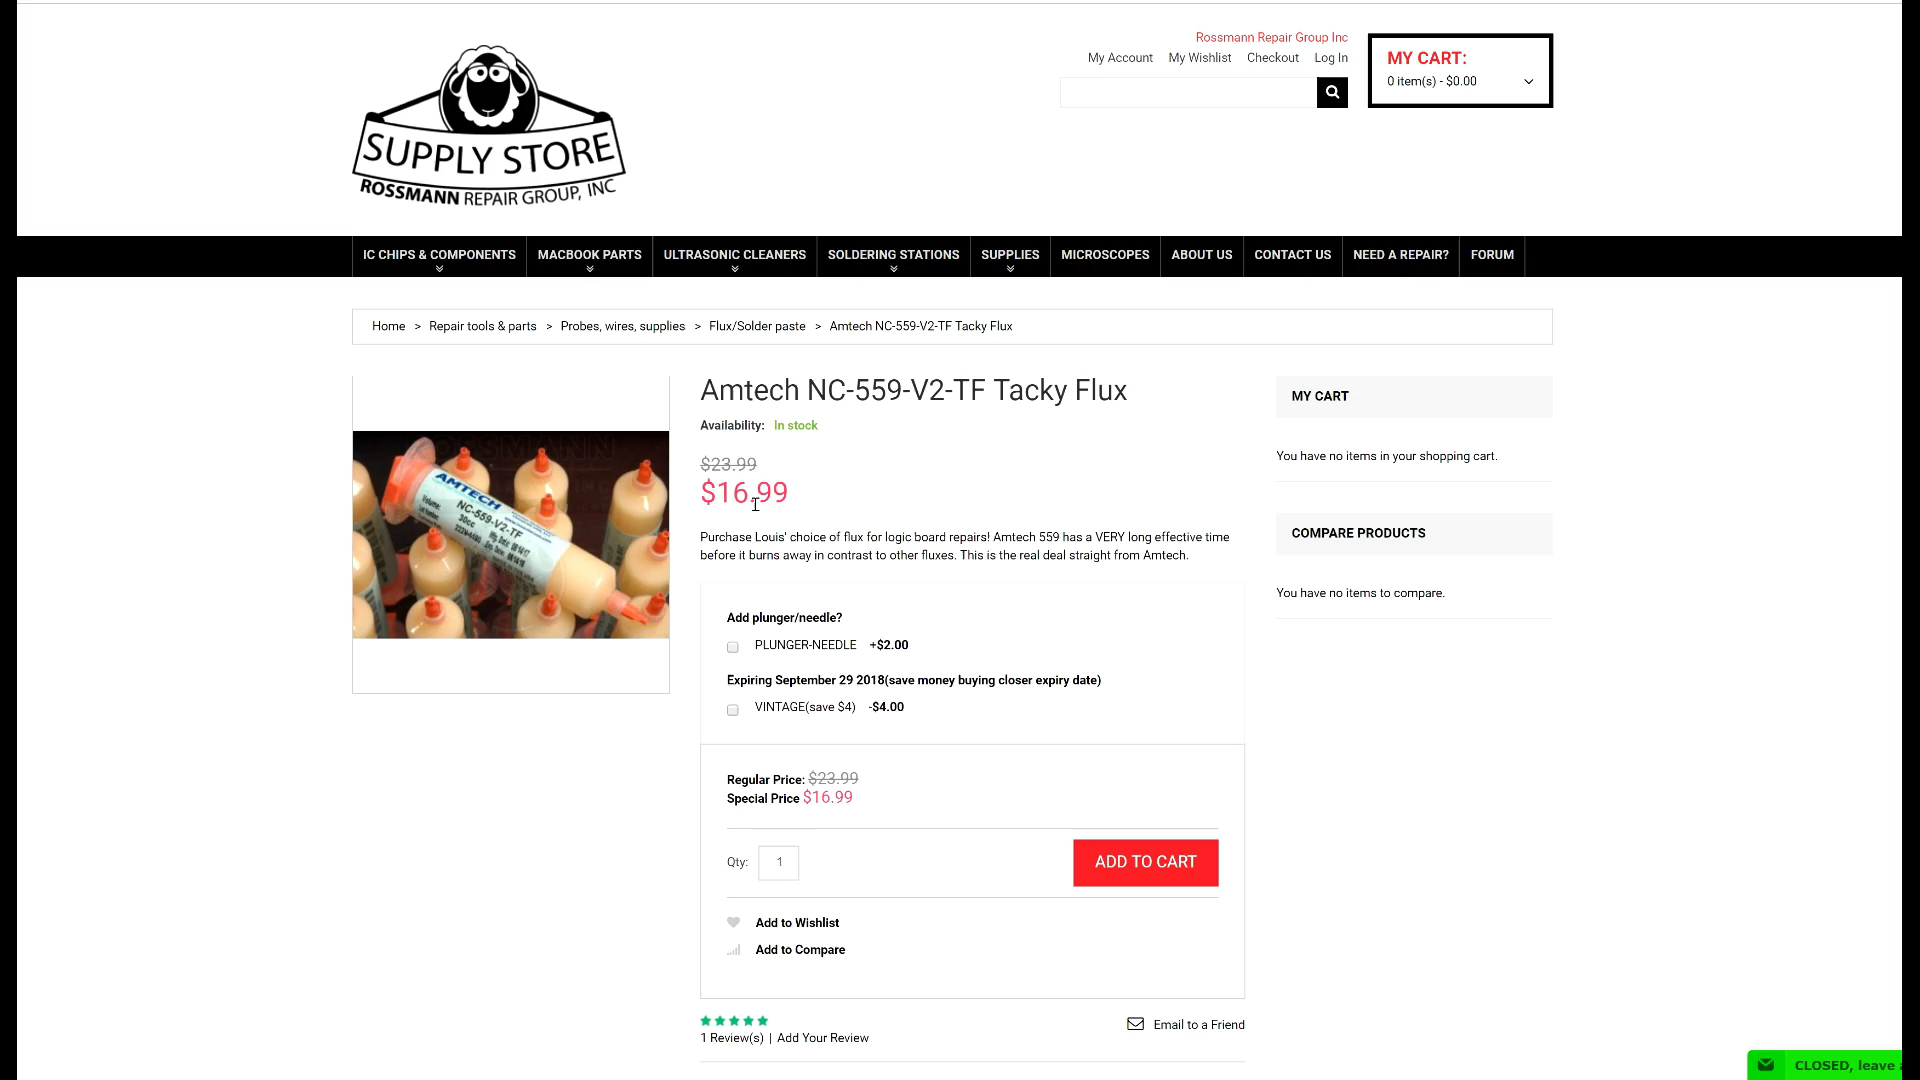 Rossmann Repair Group Inc
My Account My Wishlist Checkout Log In
MY CART:
0 item(s) - $0.00
SUPPLY STORE
ROSSMANN REPAIR GROUP, INC
IC CHIPS & COMPONENTS MACBOOK PARTS ULTRASONIC CLEANERS SOLDERING STATIONS SUPPLIES MICROSCOPES ABOUT US CONTACT US NEED A REPAIR? FORUM
Home > Repair tools & parts > Probes, wires, supplies > Flux/Solder paste > Amtech NC-559-V2-TF Tacky Flux
AMTECH
NC-559-V2-TF
30cc
Amtech NC-559-V2-TF Tacky Flux
Availability: In stock
$23.99
$16.99
Purchase Louis' choice of flux for logic board repairs! Amtech 559 has a VERY long effective time
before it burns away in contrast to other fluxes. This is the real deal straight from Amtech.
Add plunger/needle?
PLUNGER-NEEDLE +$2.00
Expiring September 29 2018(save money buying closer expiry date)
VINTAGE(save $4) -$4.00
Regular Price: $23.99
Special Price $16.99
Qty: 1
ADD TO CART
Add to Wishlist
Add to Compare
1 Review(s) | Add Your Review
Email to a Friend
MY CART
You have no items in your shopping cart.
COMPARE PRODUCTS
You have no items to compare.
CLOSED, leave